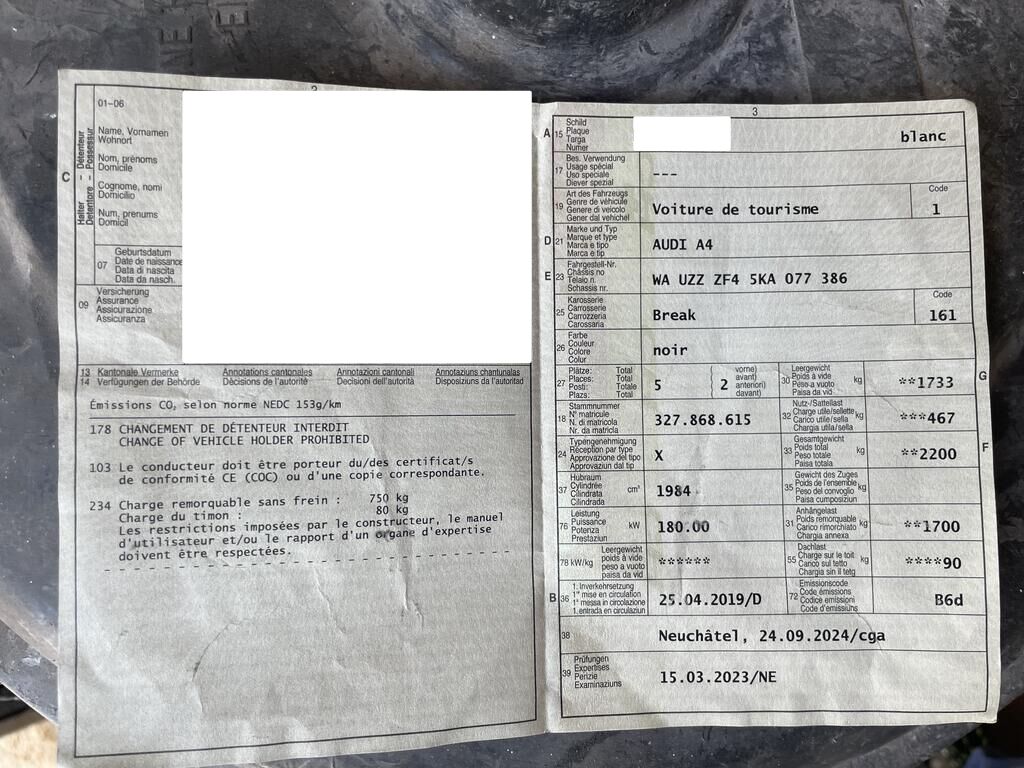 2
01-06
Halter – Détenteur
Detentore – Possessur
C
Name, Vornamen
Wohnort
Nom, prénoms
Domicile
Cognome, nomi
Domicilio
Num, prenums
Domicil
07
Geburtsdatum
Date de naissance
Data di nascita
Data da nasch.
09
Versicherung
Assurance
Assicurazione
Assicuranza
13 Kantonale Vermerke Annotations cantonales Annotazioni cantonali Annotaziuns chantunalas
14 Verfügungen der Behörde Décisions de l'autorité Decisioni dell'autorità Disposiziuns da l'autoritad
Émissions CO₂ selon norme NEDC 153g/km
178 CHANGEMENT DE DÉTENTEUR INTERDIT
CHANGE OF VEHICLE HOLDER PROHIBITED
103 Le conducteur doit être porteur du/des certificat/s
de conformité CE (COC) ou d'une copie correspondante.
234 Charge remorquable sans frein : 750 kg
Charge du timon : 80 kg
Les restrictions imposées par le constructeur, le manuel
d'utilisateur et/ou le rapport d'un organe d'expertise
doivent être respectées.
3
A 15
Schild
Plaque
Targa
Numer
blanc
17
Bes. Verwendung
Usage spécial
Uso speciale
Diever spezial
---
19
Art des Fahrzeugs
Genre de véhicule
Genere di veicolo
Gener dal vehichel
Voiture de tourisme
Code
1
D 21
Marke und Typ
Marque et type
Marca e tipo
Marca e tip
AUDI A4
E 23
Fahrgestell-Nr.
Châssis no
Telaio n.
Schassis nr.
WA UZZ ZF4 5KA 077 386
25
Karosserie
Carrosserie
Carrozzeria
Carossaria
Break
Code
161
26
Farbe
Couleur
Colore
Colur
noir
27
Plätze: Total
Places: Total
Posti: Totale
Plazs: Total
5
vorne)
avant)
anteriori)
davant)
2
30
Leergewicht
Poids à vide
Peso a vuoto
Paisa da vid
kg
**1733
G
18
Stammnummer
N° matricule
N. di matricola
Nr. da matricla
327.868.615
32
Nutz-/Sattellast
Charge utile/sellette
Carico utile/sella
Chargia utila/sella
kg
***467
24
Typengenehmigung
Réception par type
Approvazione del tipo
Approvaziun dal tip
X
33
Gesamtgewicht
Poids total
Peso totale
Paisa totala
kg
**2200
F
37
Hubraum
Cylindrée
Cilindrata
Cilindrada
cm³
1984
35
Gewicht des Zuges
Poids de l'ensemble
Peso del convoglio
Paisa cumposiziun
kg
76
Leistung
Puissance
Potenza
Prestaziun
kW
180.00
31
Anhängelast
Poids remorquable
Carico rimorchiato
Chargia annexa
kg
**1700
78 kW/kg
Leergewicht
poids à vide
peso a vuoto
paisa da vid
******
55
Dachlast
Charge sur le toit
Carico sul tetto
Chargia sin il tetg
kg
****90
B 36
1. Inverkehrsetzung
1re mise en circulation
1a messa in circolazione
1. entrada en circulaziun
25.04.2019/D
72
Emissionscode
Code émissions
Codice emissioni
Code d'emissiuns
B6d
38
Neuchâtel, 24.09.2024/cga
39
Prüfungen
Expertises
Perizie
Examinaziuns
15.03.2023/NE